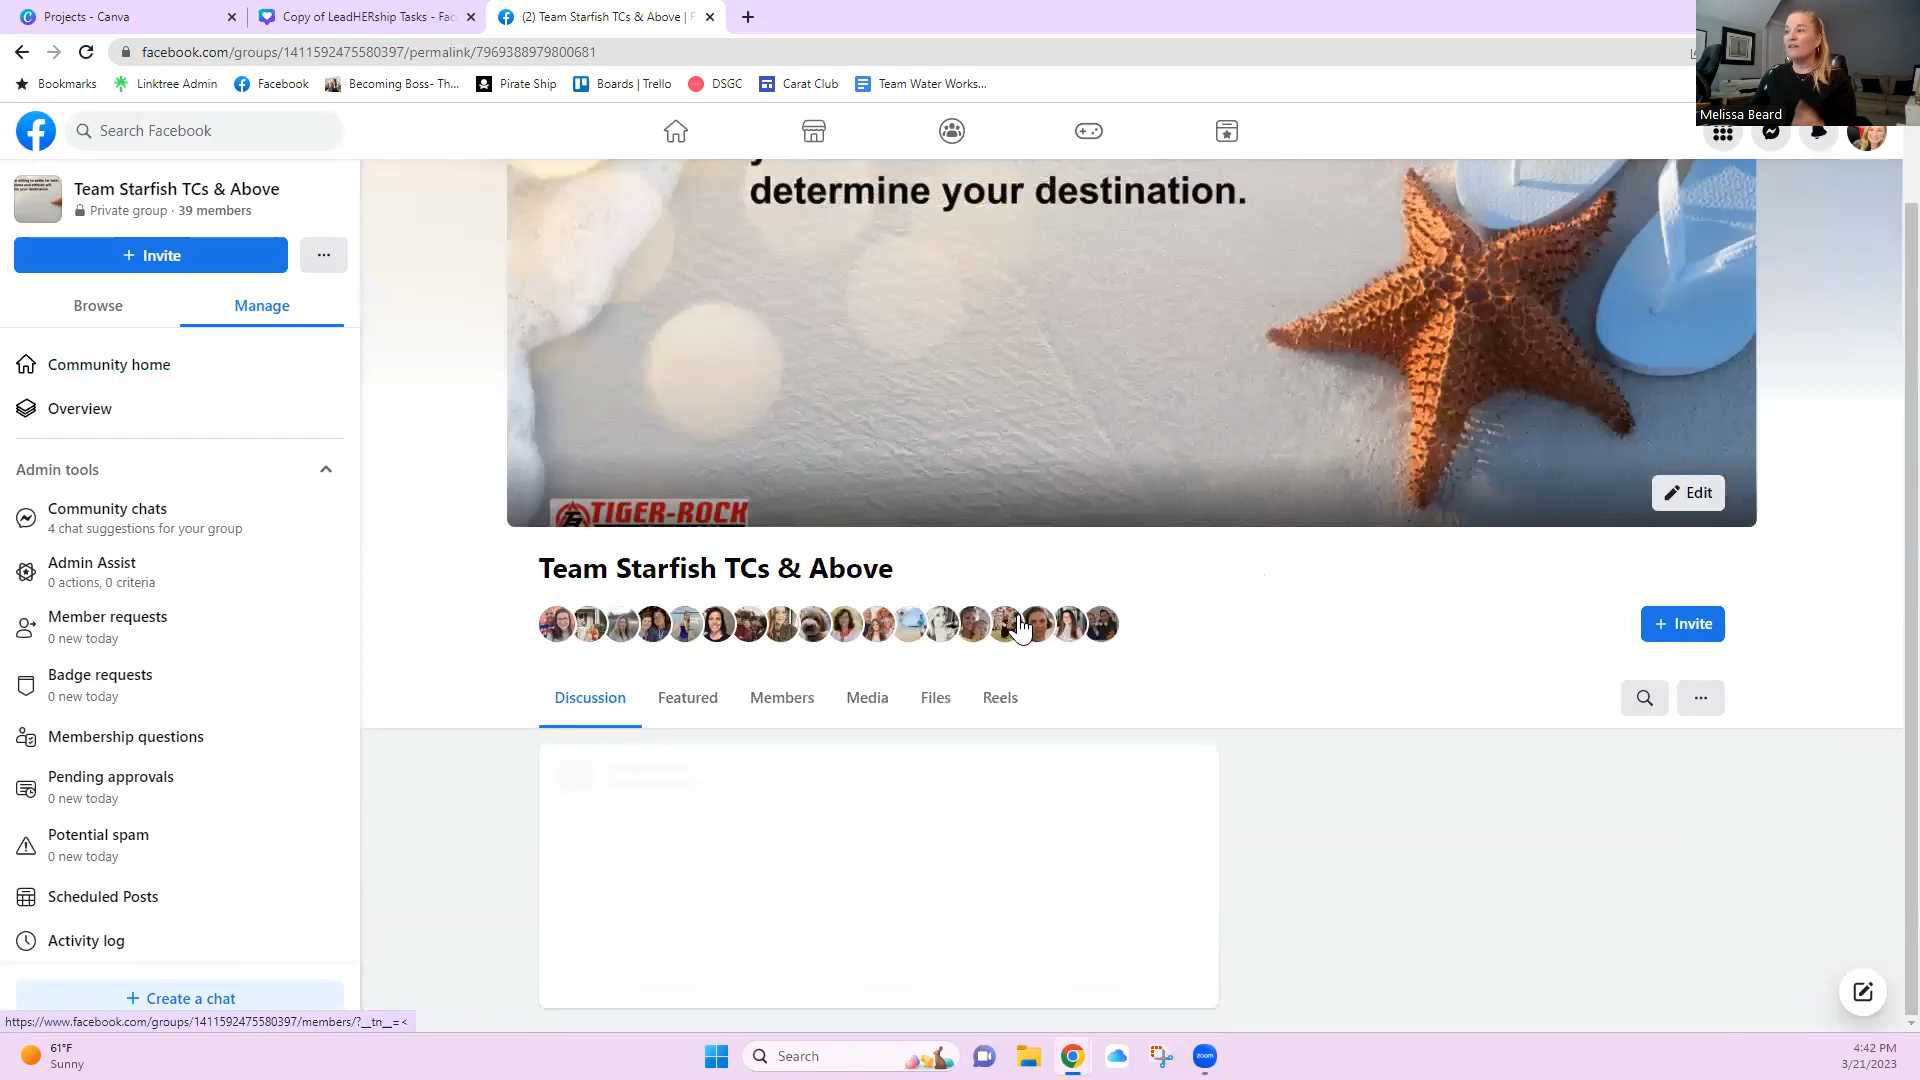 Projects - Canva
Copy of LeadHERship Tasks - Fac
(2) Team Starfish TCs & Above | F
facebook.com/groups/1411592475580397/permalink/7969388979800681
Bookmarks
Linktree Admin
Facebook
Becoming Boss- Th...
Pirate Ship
Boards | Trello
DSGC
Carat Club
Team Water Works...
Melissa Beard
Search Facebook
Team Starfish TCs & Above
Private group · 39 members
+ Invite
Browse
Manage
Community home
Overview
Admin tools
Community chats
4 chat suggestions for your group
Admin Assist
0 actions, 0 criteria
Member requests
0 new today
Badge requests
0 new today
Membership questions
Pending approvals
0 new today
Potential spam
0 new today
Scheduled Posts
Activity log
+ Create a chat
determine your destination.
TIGER-ROCK
Edit
Team Starfish TCs & Above
+ Invite
Discussion
Featured
Members
Media
Files
Reels
https://www.facebook.com/groups/1411592475580397/members/?__tn__=<
61°F
Sunny
Search
zoom
4:42 PM
3/21/2023